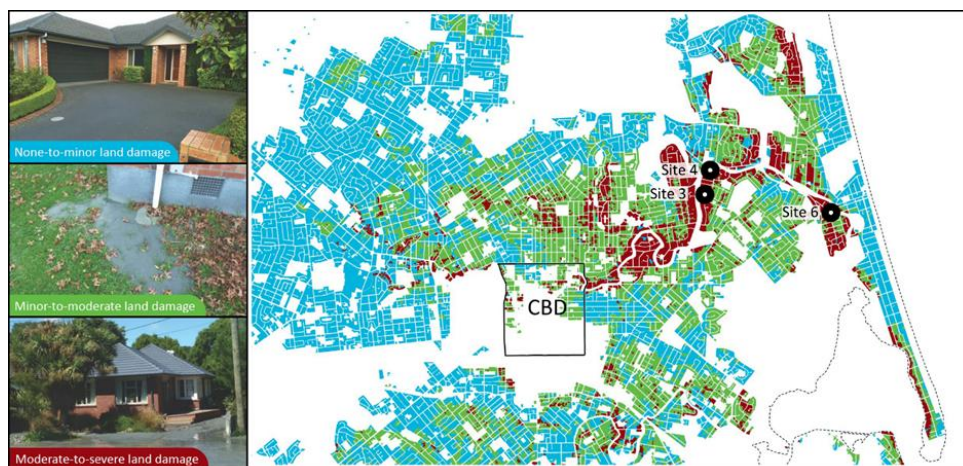 None-to-minor land damage
Minor-to-moderate land damage
Moderate-to-severe land damage
Site 4
Site 3
Site 6
CBD